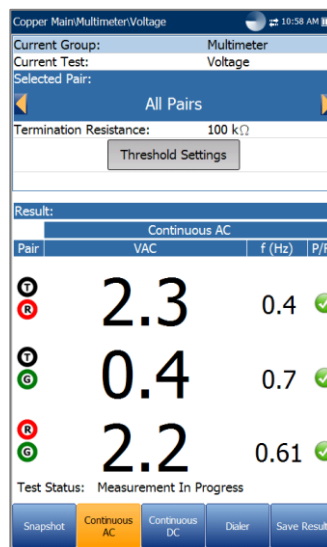 Copper Main\Multimeter\Voltage 10:58 AM
Current Group: Multimeter
Current Test: Voltage
Selected Pair:
All Pairs
Termination Resistance: 100 kΩ
Threshold Settings
Result:
Continuous AC
Pair VAC f (Hz) P/F
T
R
2.3 0.4
T
G
0.4 0.7
R
G
2.2 0.61
Test Status: Measurement In Progress
Snapshot Continuous AC Continuous DC Dialer Save Result